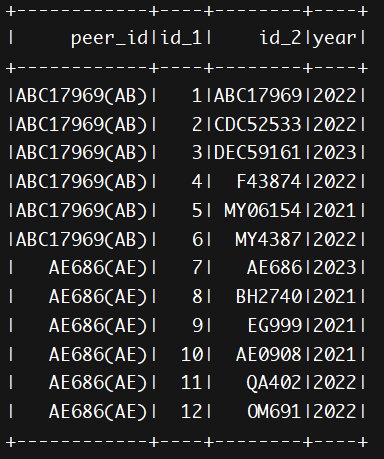 +------------+----+--------+----+
|     peer_id|id_1|    id_2|year|
+------------+----+--------+----+
|ABC17969(AB)|   1|ABC17969|2022|
|ABC17969(AB)|   2|CDC52533|2022|
|ABC17969(AB)|   3|DEC59161|2023|
|ABC17969(AB)|   4|  F43874|2022|
|ABC17969(AB)|   5| MY06154|2021|
|ABC17969(AB)|   6|  MY4387|2022|
|   AE686(AE)|   7|   AE686|2023|
|   AE686(AE)|   8|  BH2740|2021|
|   AE686(AE)|   9|   EG999|2021|
|   AE686(AE)|  10|  AE0908|2021|
|   AE686(AE)|  11|   QA402|2022|
|   AE686(AE)|  12|   OM691|2022|
+------------+----+--------+----+